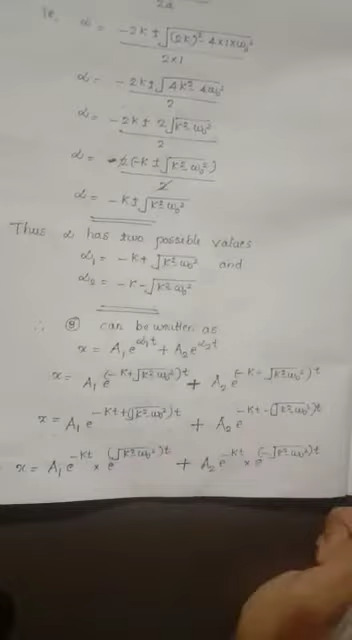 2a
ie, α = -2K ± √(2K)² - 4×1×ω₀² / 2×1
α = -2K ± √4K² - 4ω₀² / 2
α = -2K ± 2√K² - ω₀² / 2
α = 2(-K ± √K² - ω₀²) / 2
α = -K ± √K² - ω₀²
Thus α has two possible values
α₁ = -K + √K² - ω₀² and
α₂ = -K - √K² - ω₀²
∴ ⑧ can be written as
x = A₁e^α₁t + A₂e^α₂t
x = A₁e^(-K+√K²-ω₀²)t + A₂e^(-K-√K²-ω₀²)t
x = A₁e^-Kt+(√K²-ω₀²)t + A₂e^-Kt-(√K²-ω₀²)t
x = A₁e^-Kt × e^(√K²-ω₀²)t + A₂e^-Kt × e^(-√K²-ω₀²)t